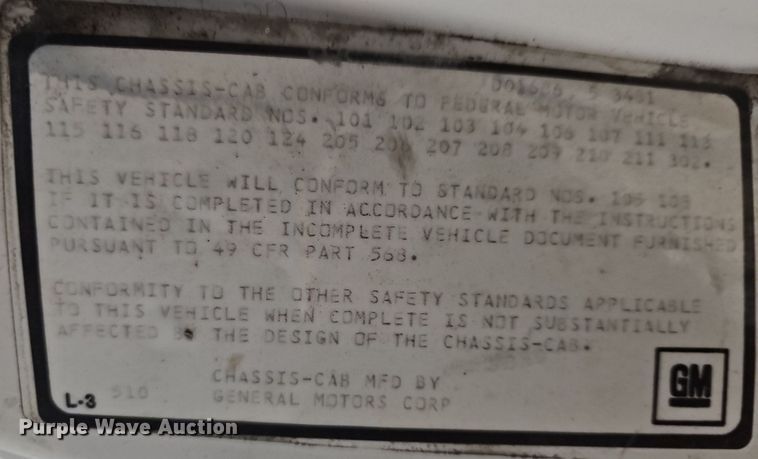 THIS CHASSIS-CAB CONFORMS TO FEDERAL MOTOR VEHICLE
SAFETY STANDARD NOS. 101 102 103 104 106 107 111 113
115 116 118 120 124 205 206 207 208 209 210 211 302.
THIS VEHICLE WILL CONFORM TO STANDARD NOS. 105 108
IF IT IS COMPLETED IN ACCORDANCE WITH THE INSTRUCTIONS
CONTAINED IN THE INCOMPLETE VEHICLE DOCUMENT FURNISHED
PURSUANT TO 49 CFR PART 568.
CONFORMITY TO THE OTHER SAFETY STANDARDS APPLICABLE
TO THIS VEHICLE WHEN COMPLETE IS NOT SUBSTANTIALLY
AFFECTED BY THE DESIGN OF THE CHASSIS-CAB.
CHASSIS-CAB MFD BY
GENERAL MOTORS CORP
L-3 510
GM
Purple Wave Auction